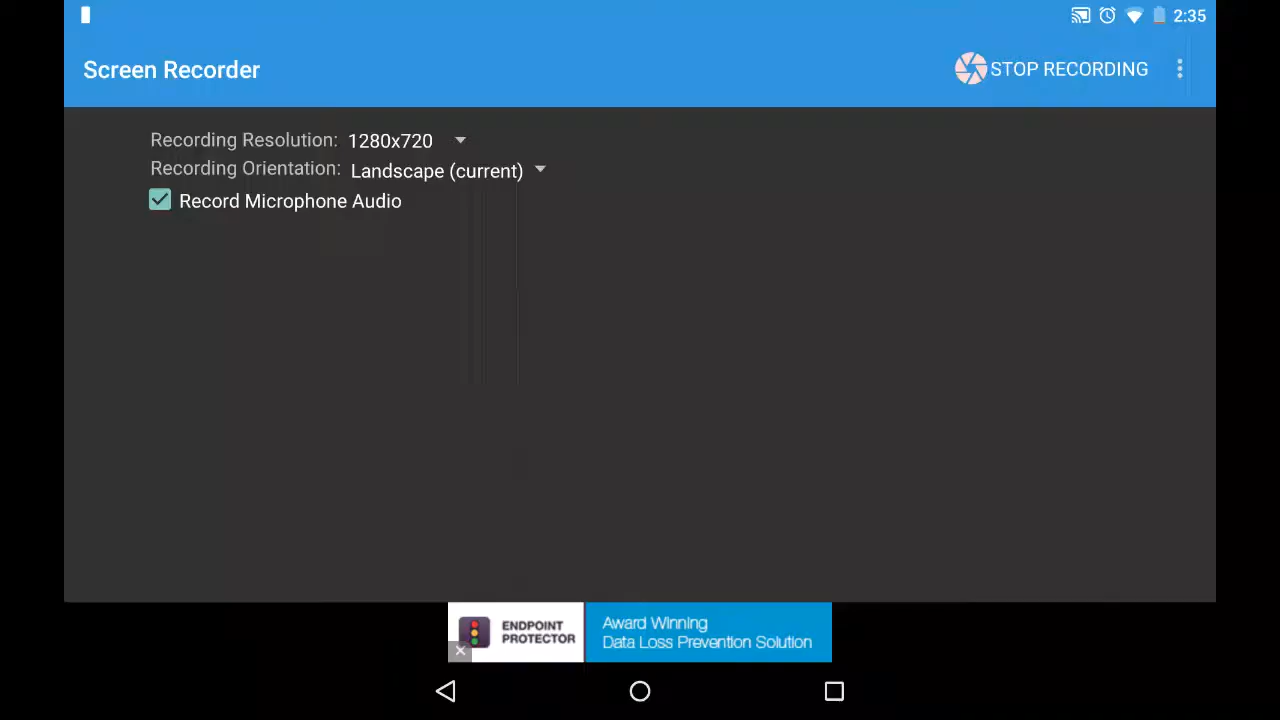 2:35
Screen Recorder
STOP RECORDING
Recording Resolution: 1280x720
Recording Orientation: Landscape (current)
Record Microphone Audio
ENDPOINT
PROTECTOR
Award Winning
Data Loss Prevention Solution